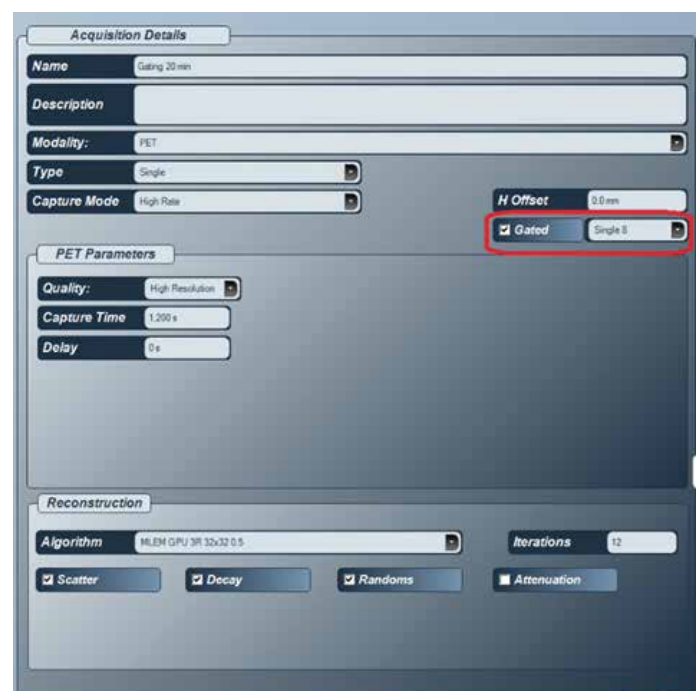 Acquisition Details
Name Gating 20 min
Description
Modality: PET
Type Single
Capture Mode High Rate H Offset 0.0 mm
Gated Single 8
PET Parameters
Quality: High Resolution
Capture Time 1,200 s
Delay 0 s
Reconstruction
Algorithm MLEM GPU 3R 32x32 0.5 Iterations 12
Scatter Decay Randoms Attenuation